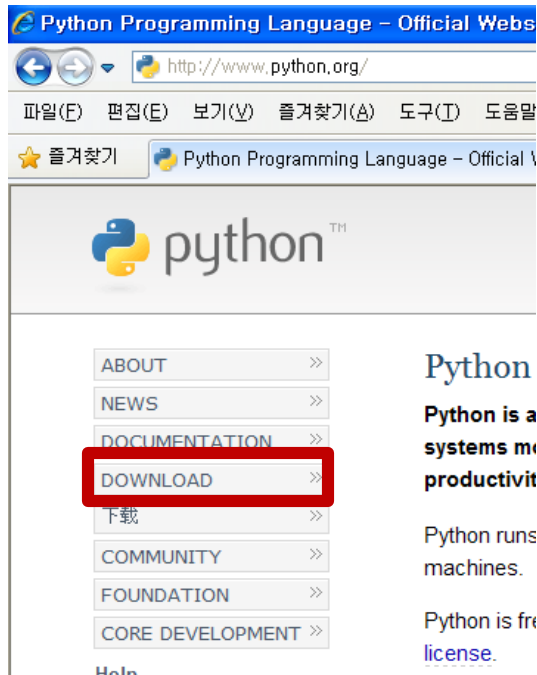 Python Programming Language – Official Webs
http://www.python.org/
파일(F) 편집(E) 보기(V) 즐겨찾기(A) 도구(T) 도움말
즐겨찾기 Python Programming Language – Official
python™
ABOUT »
NEWS »
DOCUMENTATION »
DOWNLOAD »
下载 »
COMMUNITY »
FOUNDATION »
CORE DEVELOPMENT »
Help
Python
Python is a
systems mo
productivit
Python runs
machines.
Python is fre
license.